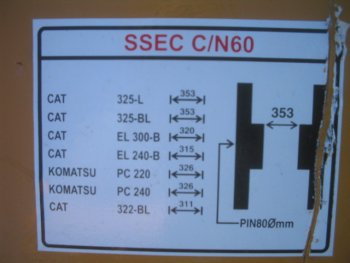 SSEC C/N60
CAT 325-L 353
CAT 325-BL 353
CAT EL 300-B 320
CAT EL 240-B 315
KOMATSU PC 220 326
KOMATSU PC 240 326
CAT 322-BL 311
353
PIN80Ømm